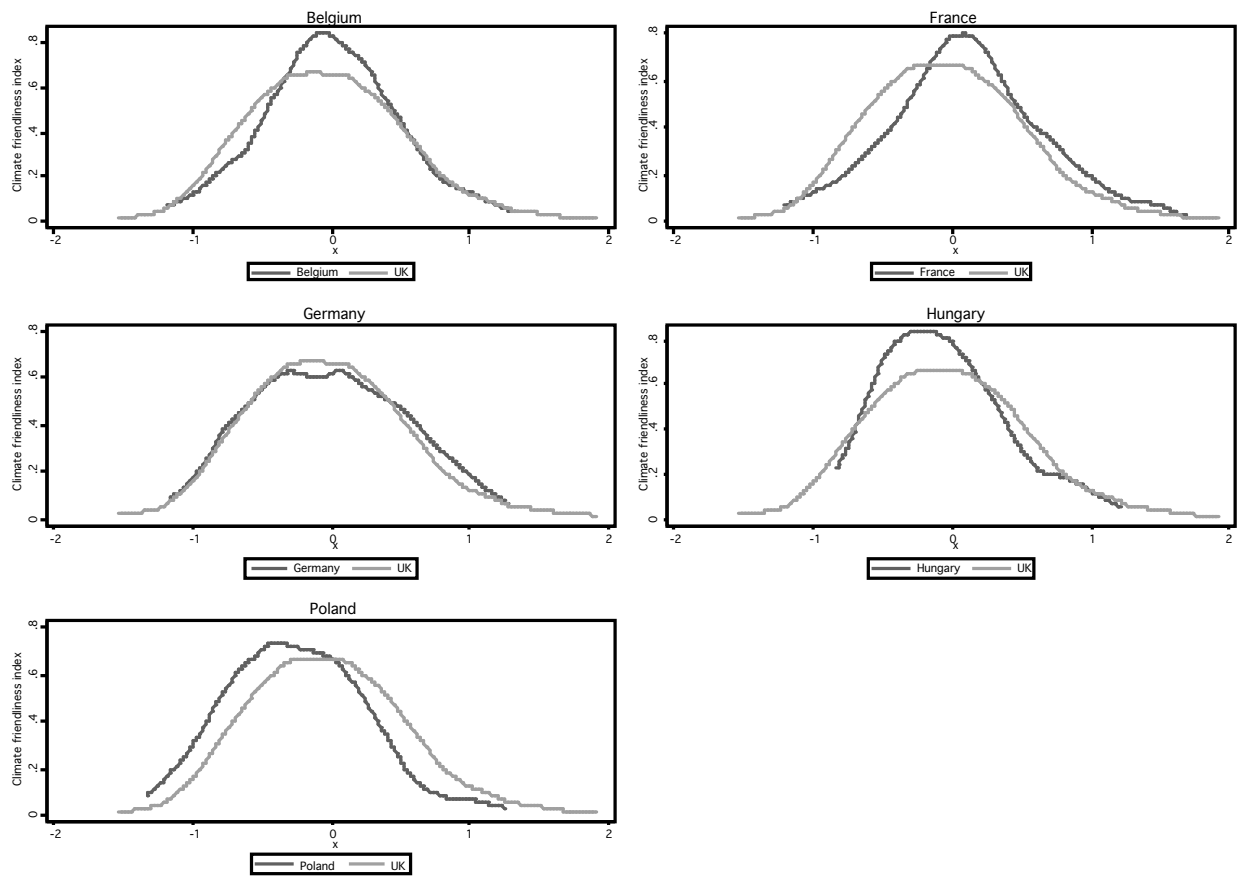 Belgium
Climate friendliness index
.8
.6
.4
.2
0
-2 -1 0 1 2
x
Belgium UK
France
Climate friendliness index
.8
.6
.4
.2
0
-2 -1 0 1 2
x
France UK
Germany
Climate friendliness index
.8
.6
.4
.2
0
-2 -1 0 1 2
x
Germany UK
Hungary
Climate friendliness index
.8
.6
.4
.2
0
-2 -1 0 1 2
x
Hungary UK
Poland
Climate friendliness index
.8
.6
.4
.2
0
-2 -1 0 1 2
x
Poland UK